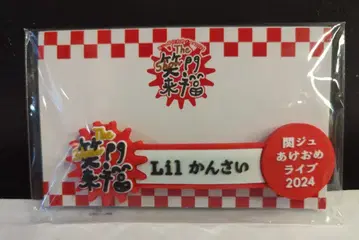 The
笑門来福
The
笑門来福
Lil かんさい
関ジュ
あけおめ
ライブ
2024